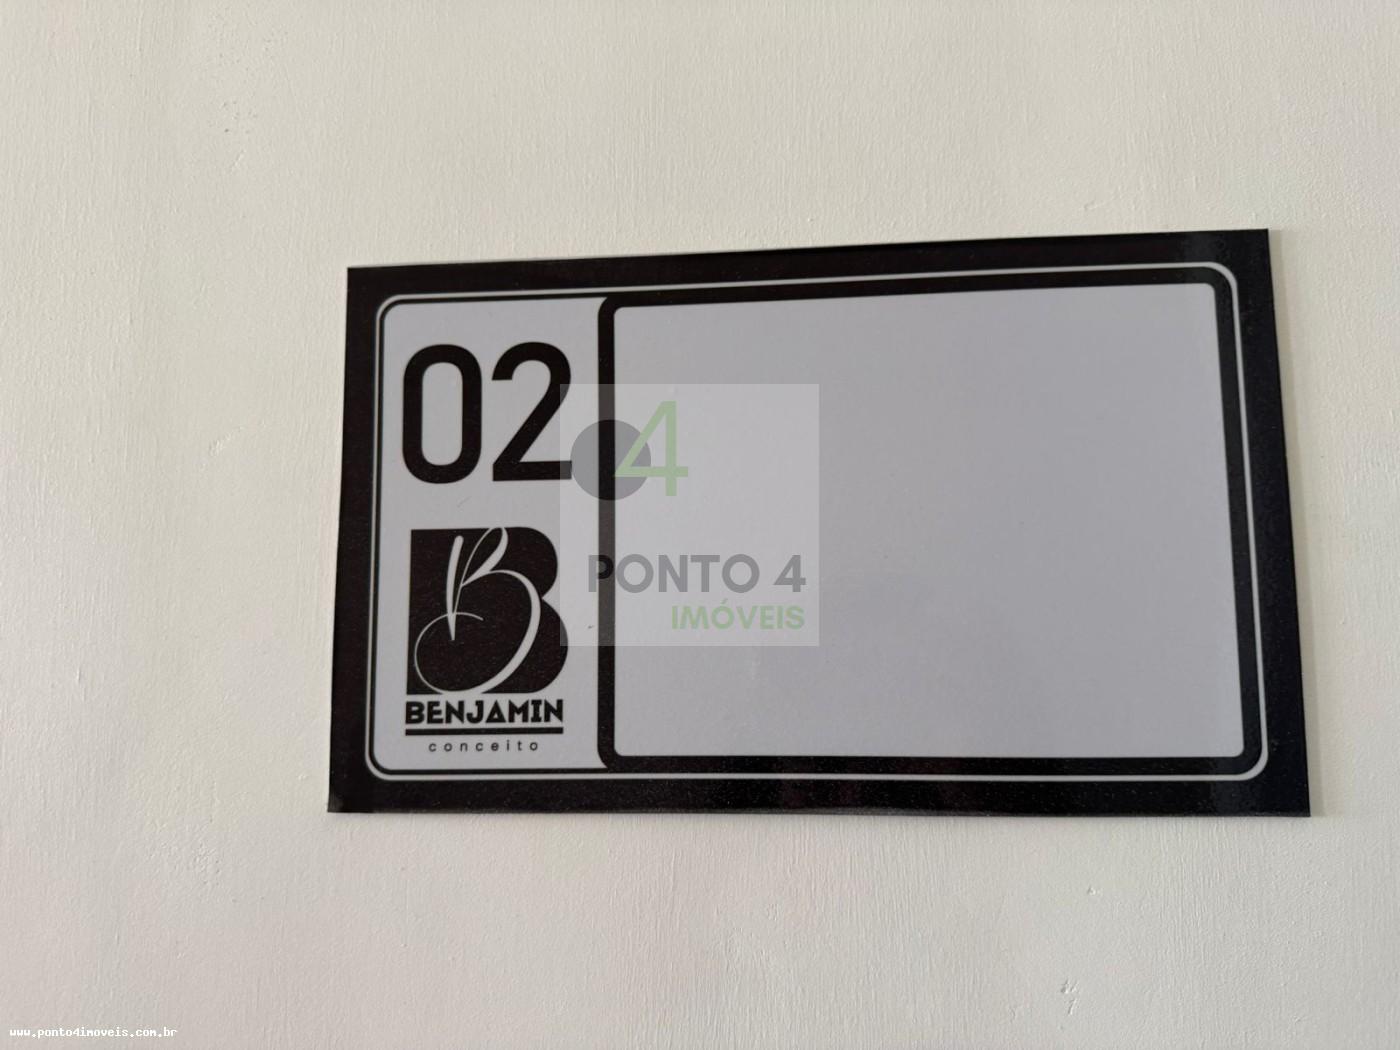 02
4
B
PONTO 4
IMÓVEIS
BENJAMIN
conceito
www.ponto4imoveis.com.br